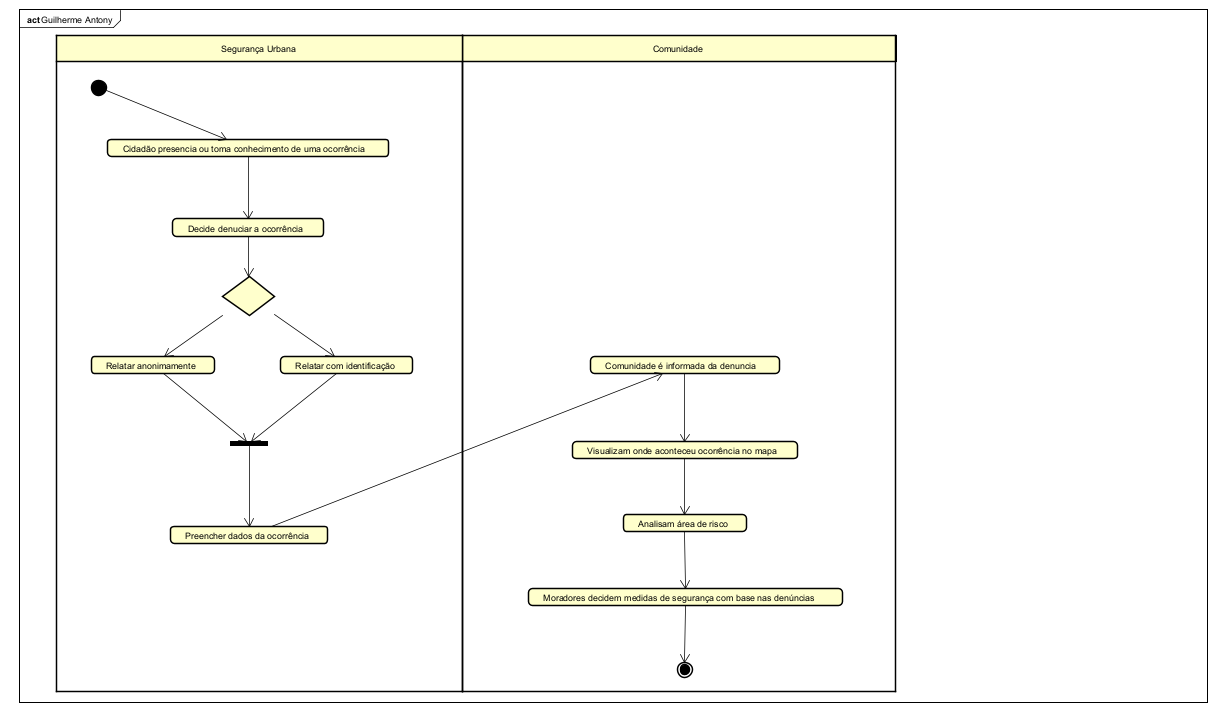 act Guilherme Antony
Segurança Urbana
Comunidade
Cidadão presencia ou toma conhecimento de uma ocorrência
Decide denuciar a ocorrência
Relatar anonimamente
Relatar com identificação
Comunidade é informada da denuncia
Visualizam onde aconteceu ocorrência no mapa
Analisam área de risco
Preencher dados da ocorrência
Moradores decidem medidas de segurança com base nas denúncias